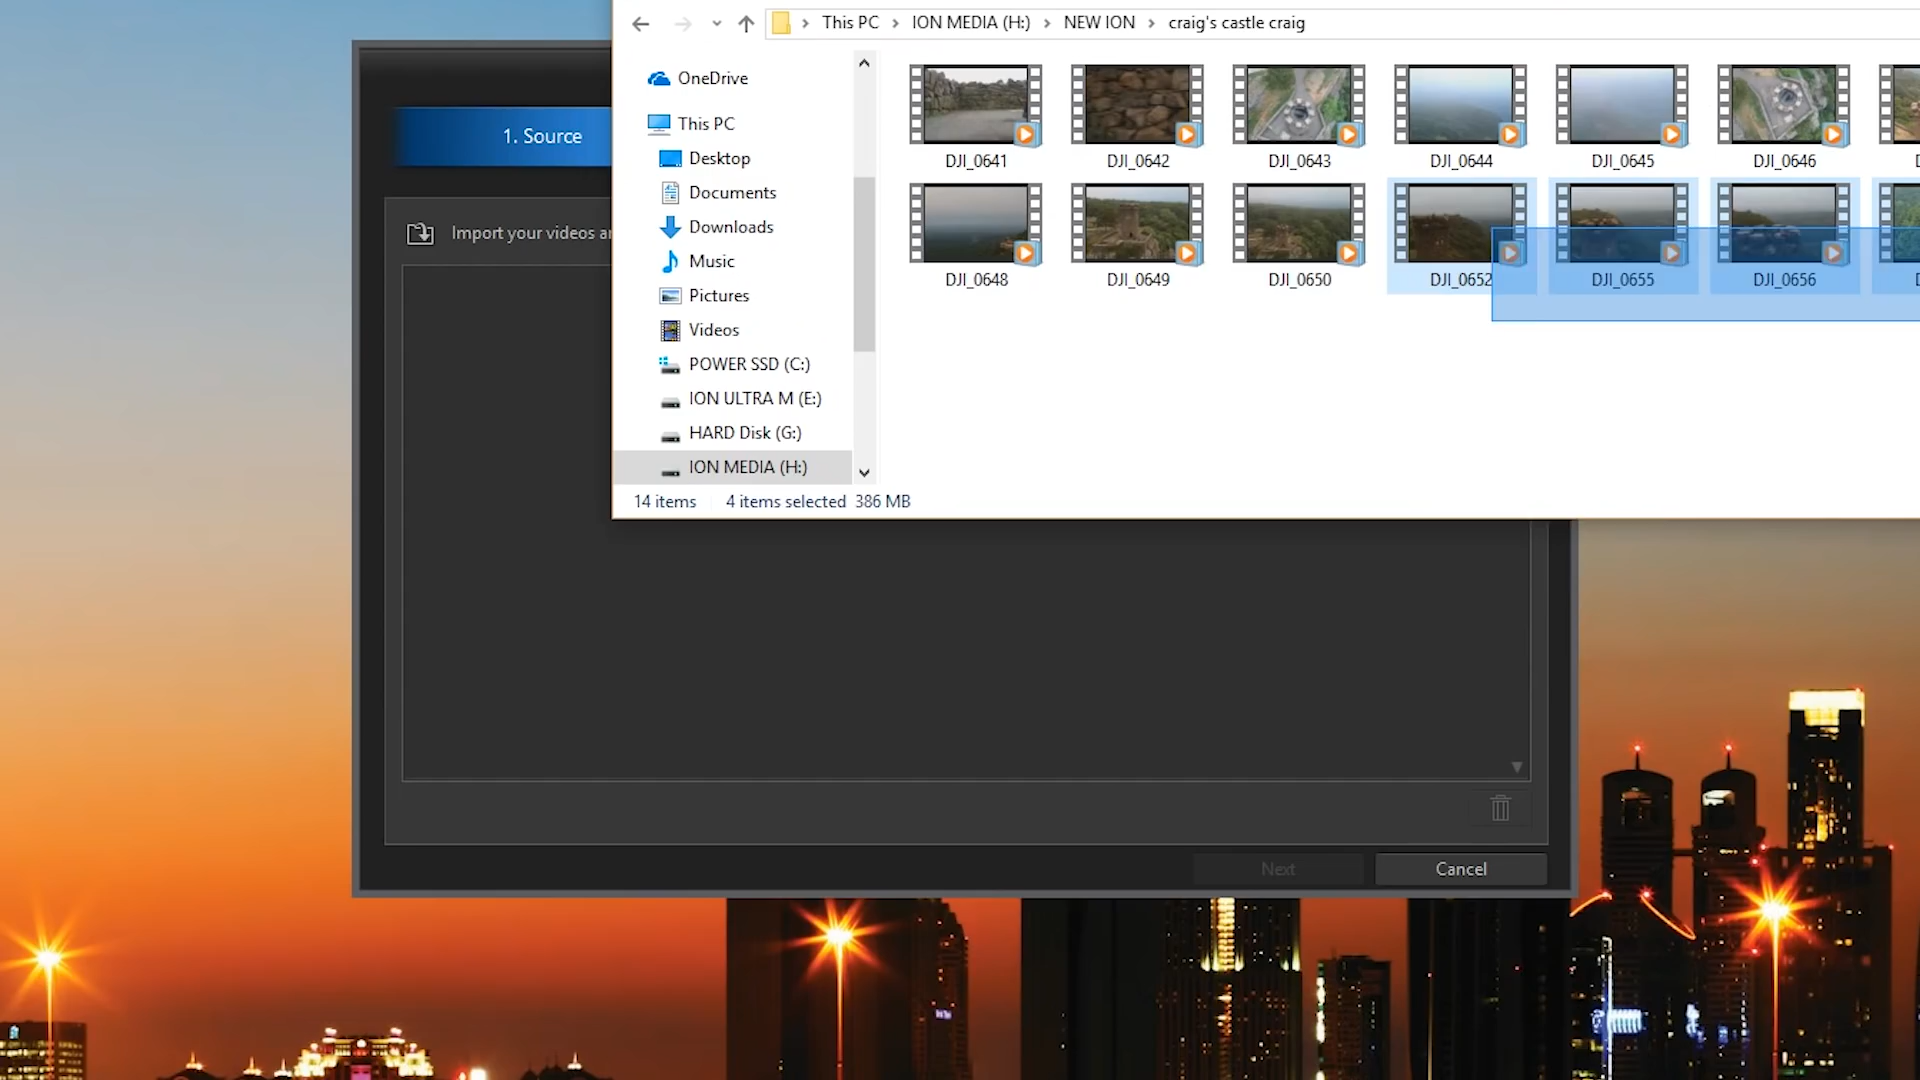 This PC > ION MEDIA (H:) > NEW ION > craig's castle craig
OneDrive
This PC
Desktop
Documents
Downloads
Music
Pictures
Videos
POWER SSD (C:)
ION ULTRA M (E:)
HARD Disk (G:)
ION MEDIA (H:)
DJI_0641 DJI_0642 DJI_0643 DJI_0644 DJI_0645 DJI_0646
DJI_0648 DJI_0649 DJI_0650 DJI_0652 DJI_0655 DJI_0656
14 items 4 items selected 386 MB
1. Source
Import your videos
Next Cancel